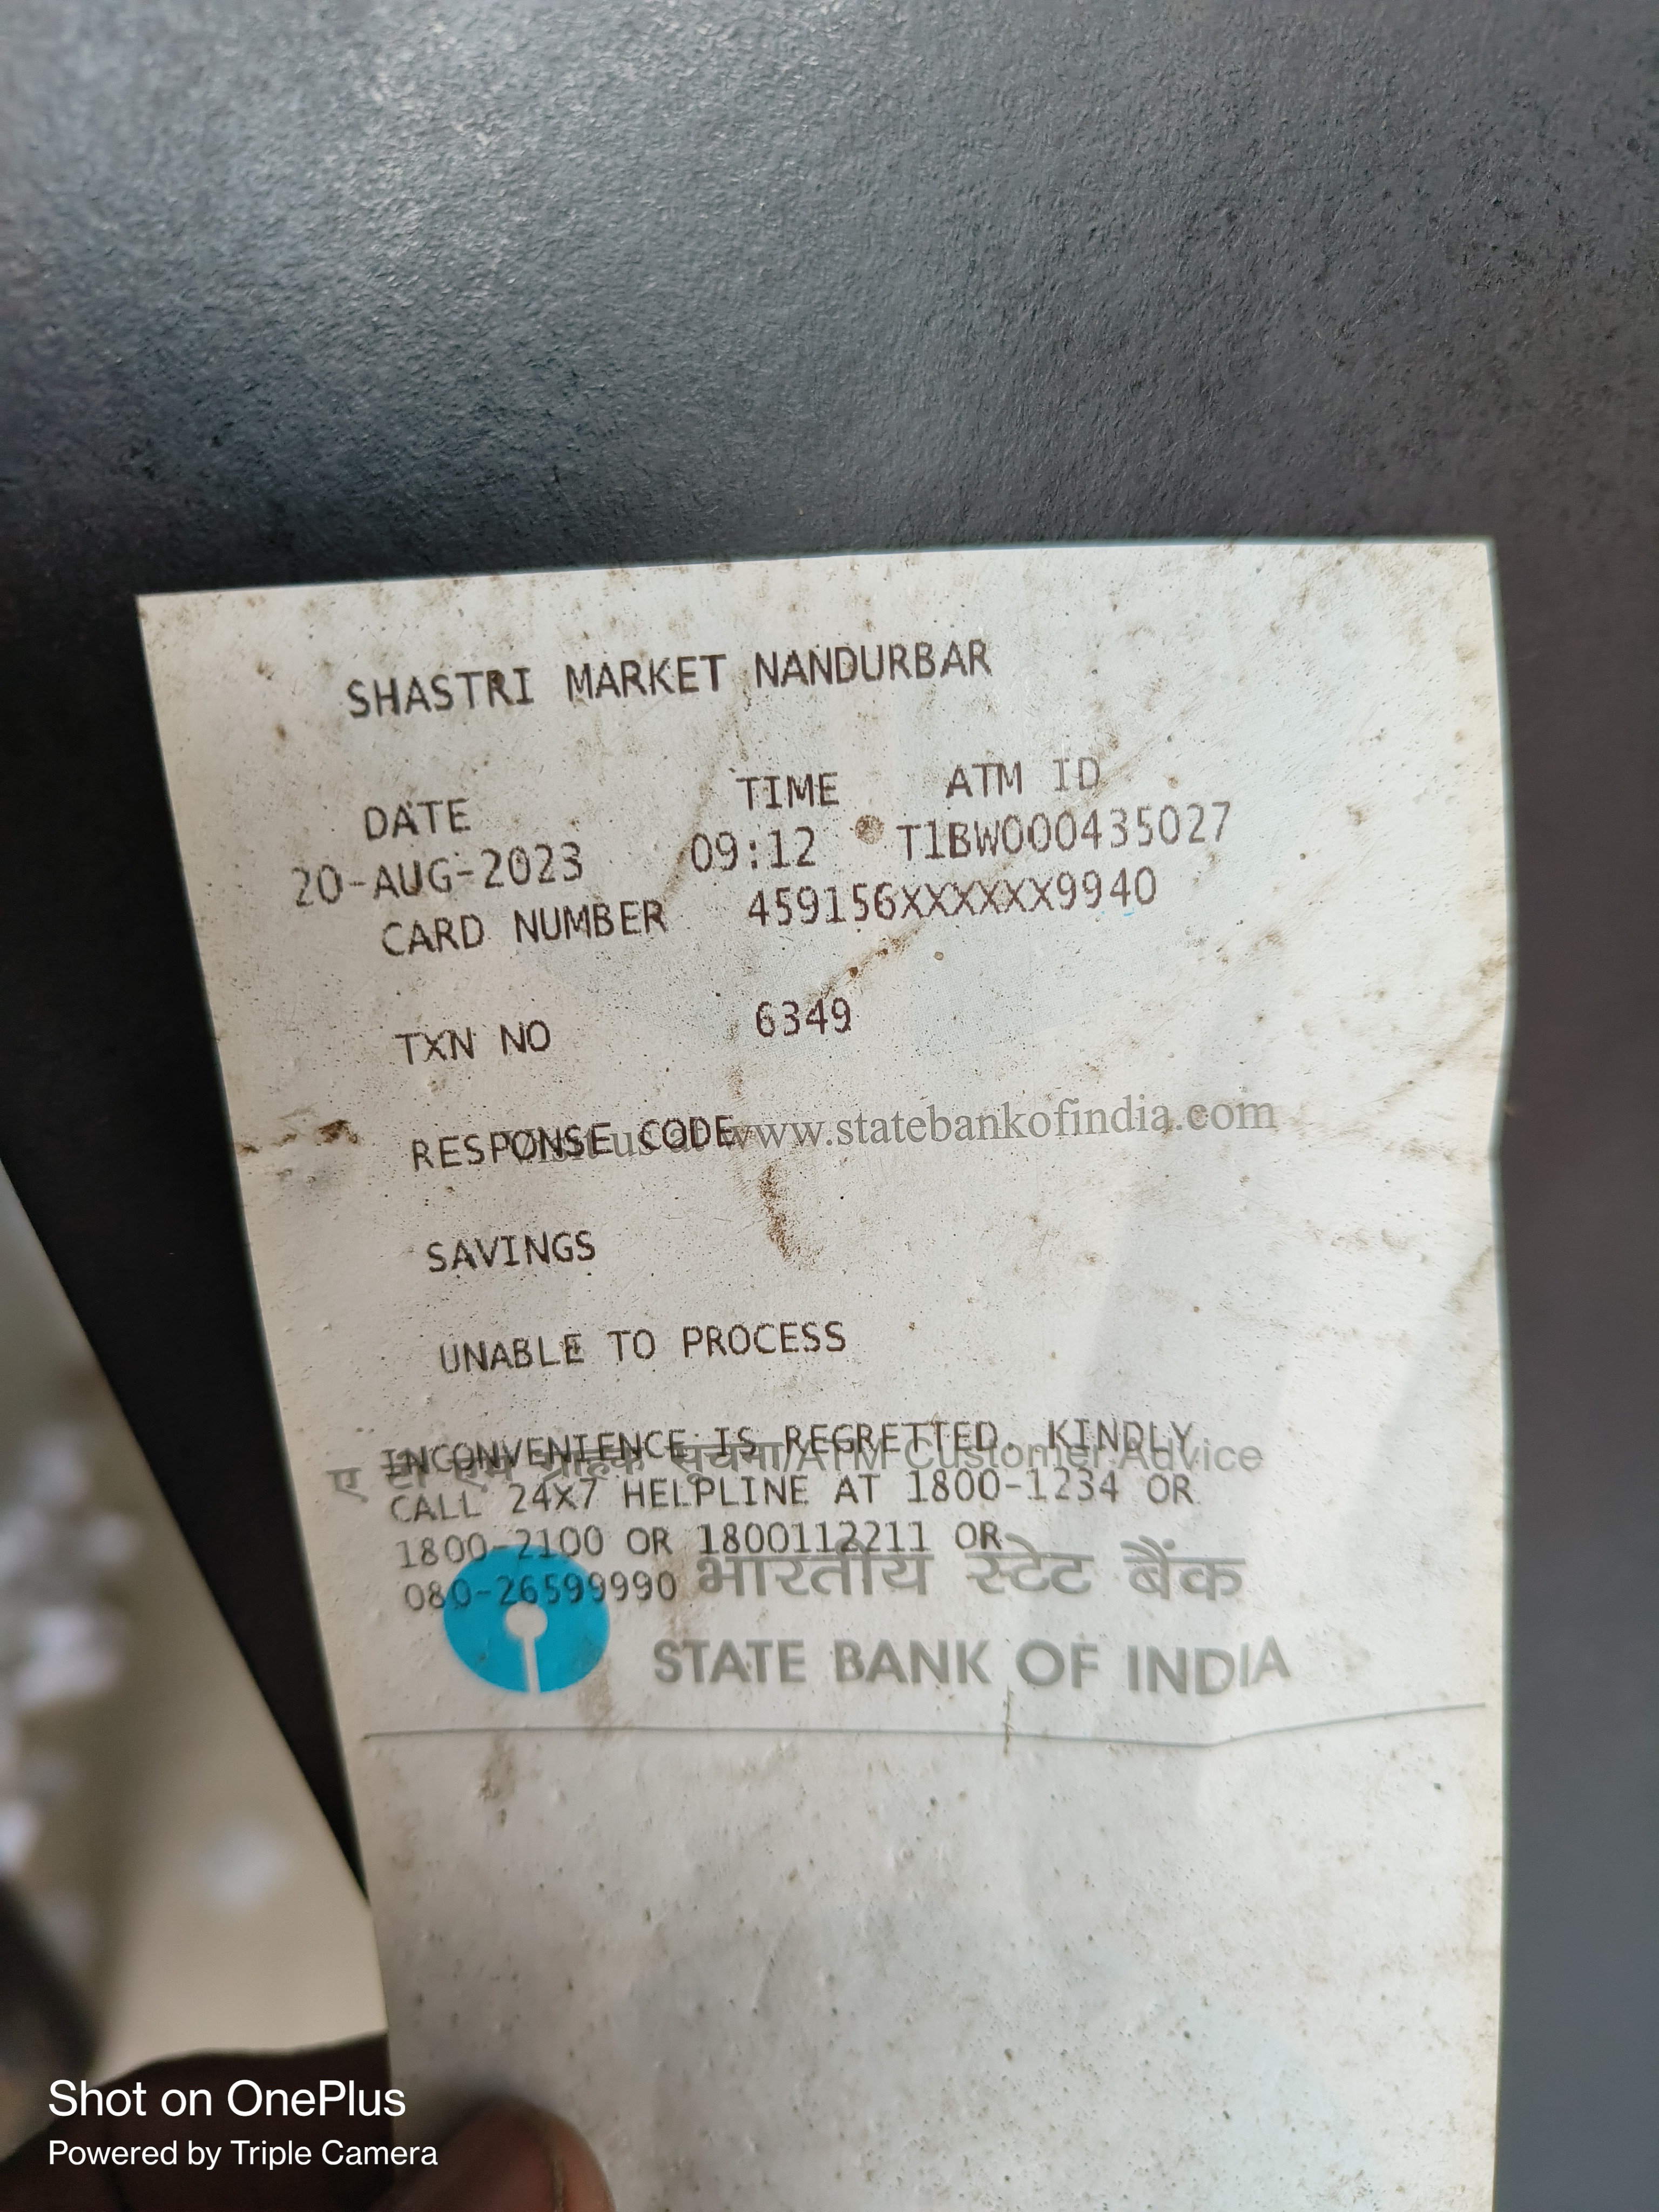 SHASTRI MARKET NANDURBAR
DATE TIME ATM ID
20-AUG-2023 09:12 T1BW000435027
CARD NUMBER 459156XXXXXX9940
TXN NO 6349
RESPONSE CODE
Visit us at www.statebankofindia.com
SAVINGS
UNABLE TO PROCESS
INCONVENIENCE IS REGRETTED. KINDLY
ए टी एम ग्राहक सूचना/ATM Customer Advice
CALL 24X7 HELPLINE AT 1800-1234 OR
1800-2100 OR 1800112211 OR
080-26599990
भारतीय स्टेट बैंक
STATE BANK OF INDIA
Shot on OnePlus
Powered by Triple Camera